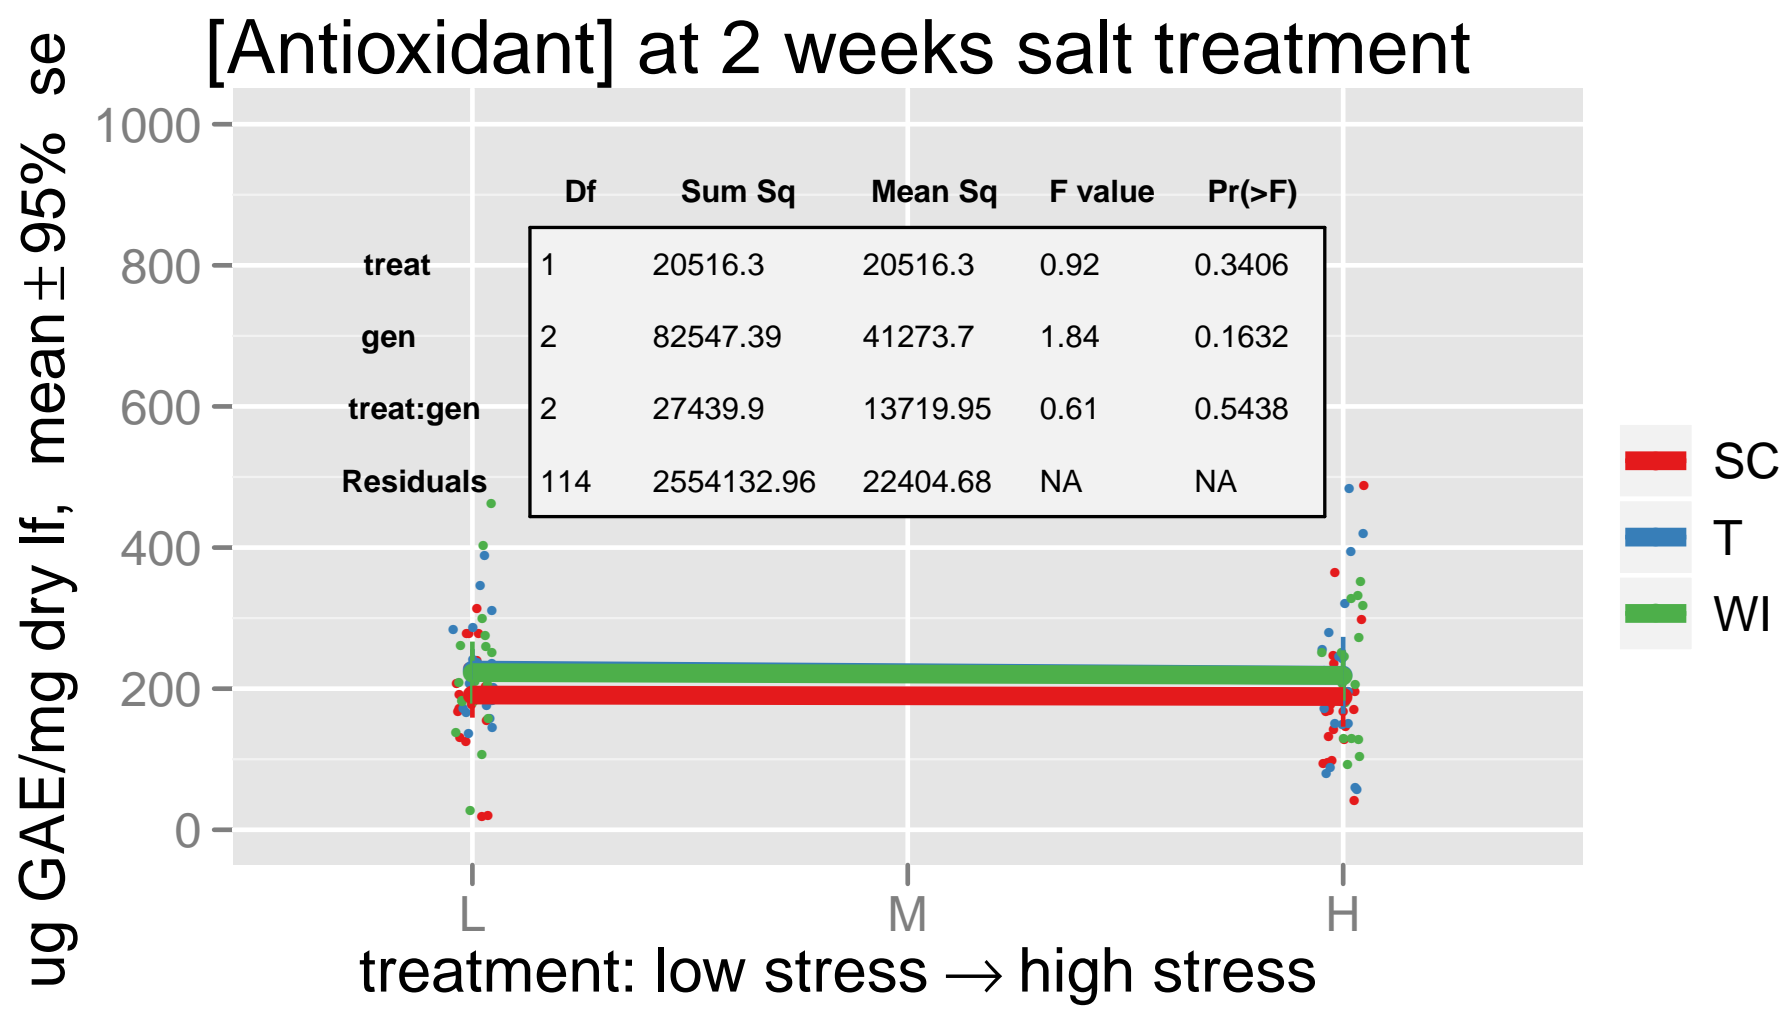 [Antioxidant] at 2 weeks salt treatment
ug GAE/mg dry lf, mean ± 95% se
1000
800
600
400
200
0
Df Sum Sq Mean Sq F value Pr(>F)
treat 1 20516.3 20516.3 0.92 0.3406
gen 2 82547.39 41273.7 1.84 0.1632
treat:gen 2 27439.9 13719.95 0.61 0.5438
Residuals 114 2554132.96 22404.68 NA NA
SC
T
WI
L M H
treatment: low stress → high stress